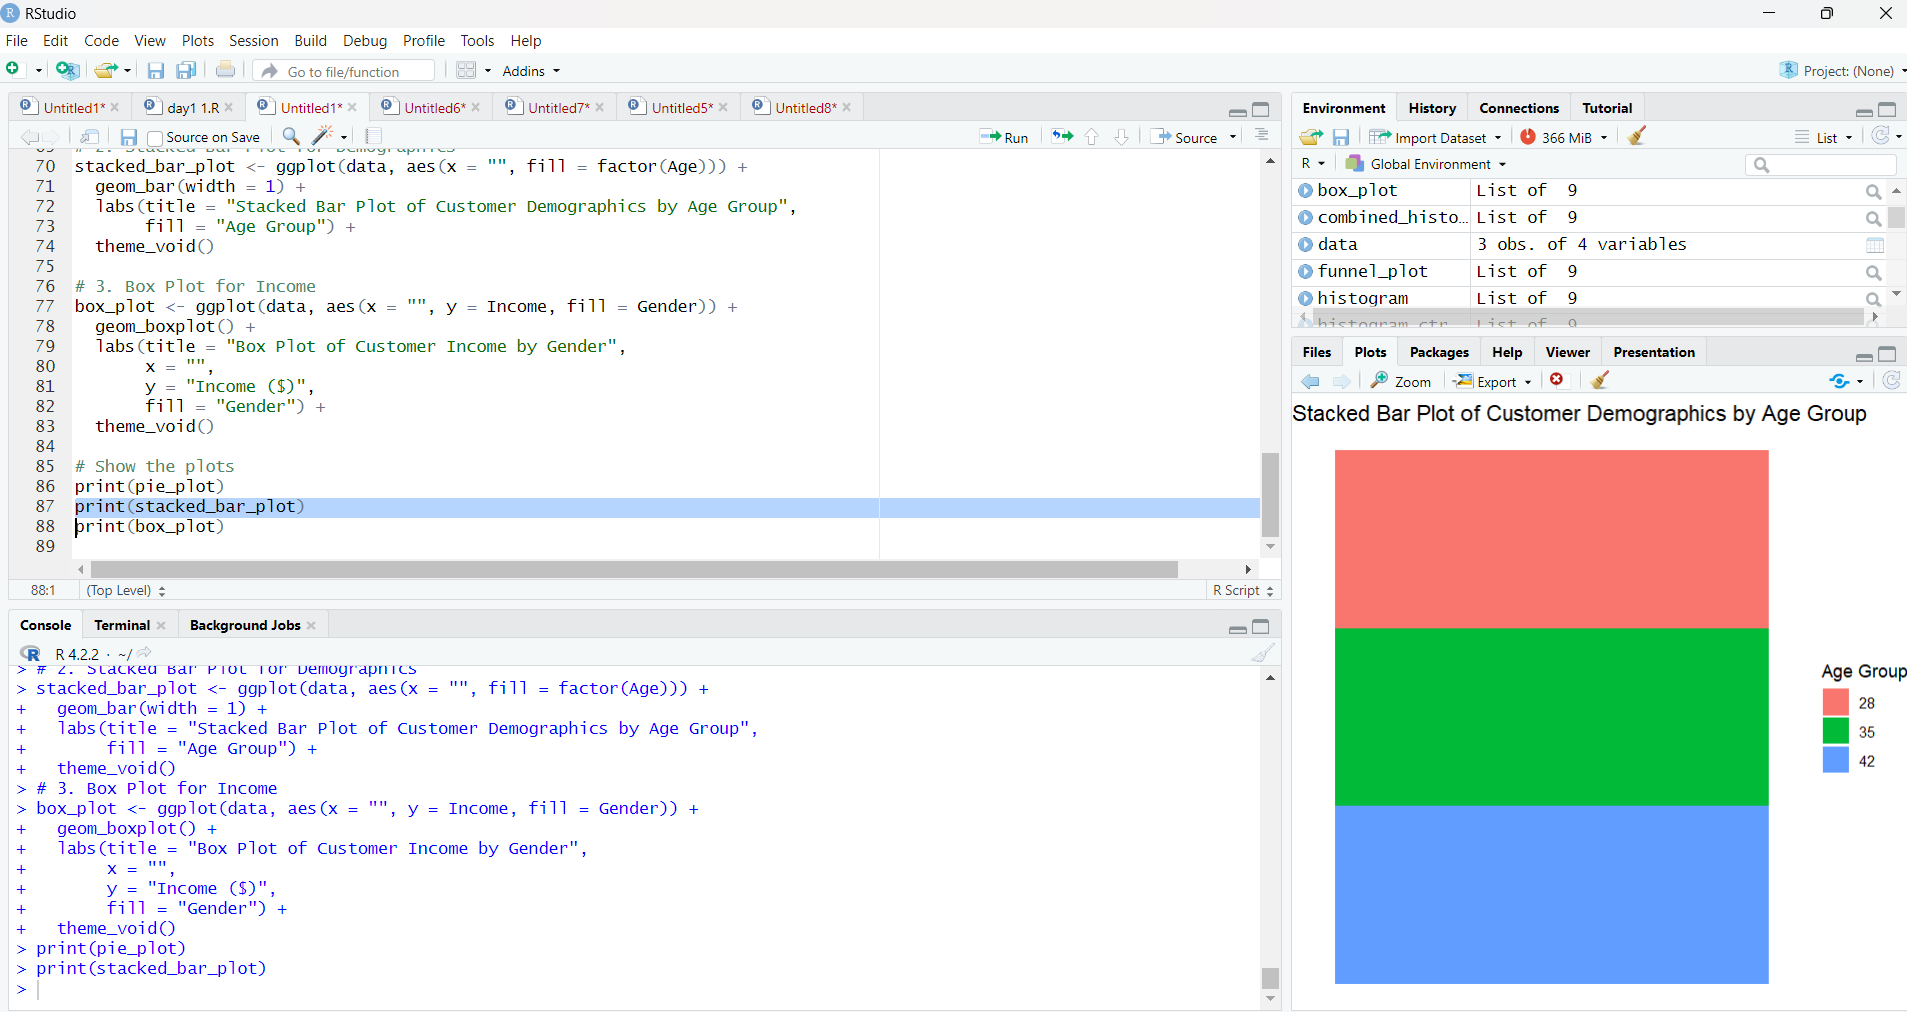 RStudio
File Edit Code View Plots Session Build Debug Profile Tools Help
Go to file/function Addins Project: (None)
Untitled1* day1 1.R Untitled1* Untitled6* Untitled7* Untitled5* Untitled8*
Source on Save Run Source
70 stacked_bar_plot <- ggplot(data, aes(x = "", fill = factor(Age))) +
71 geom_bar(width = 1) +
72 labs(title = "Stacked Bar Plot of Customer Demographics by Age Group",
73 fill = "Age Group") +
74 theme_void()
75
76 # 3. Box Plot for Income
77 box_plot <- ggplot(data, aes(x = "", y = Income, fill = Gender)) +
78 geom_boxplot() +
79 labs(title = "Box Plot of Customer Income by Gender",
80 x = "",
81 y = "Income ($)",
82 fill = "Gender") +
83 theme_void()
84
85 # Show the plots
86 print(pie_plot)
87 print(stacked_bar_plot)
88 print(box_plot)
89
88:1 (Top Level) R Script
Console Terminal Background Jobs
R 4.2.2 · ~/
> # 2. Stacked Bar Plot for Demographics
> stacked_bar_plot <- ggplot(data, aes(x = "", fill = factor(Age))) +
+ geom_bar(width = 1) +
+ labs(title = "Stacked Bar Plot of Customer Demographics by Age Group",
+ fill = "Age Group") +
+ theme_void()
> # 3. Box Plot for Income
> box_plot <- ggplot(data, aes(x = "", y = Income, fill = Gender)) +
+ geom_boxplot() +
+ labs(title = "Box Plot of Customer Income by Gender",
+ x = "",
+ y = "Income ($)",
+ fill = "Gender") +
+ theme_void()
> print(pie_plot)
> print(stacked_bar_plot)
>
Environment History Connections Tutorial
Import Dataset 366 MiB List
R Global Environment
box_plot List of 9
combined_histo... List of 9
data 3 obs. of 4 variables
funnel_plot List of 9
histogram List of 9
Files Plots Packages Help Viewer Presentation
Zoom Export
Stacked Bar Plot of Customer Demographics by Age Group
Age Group
28
35
42